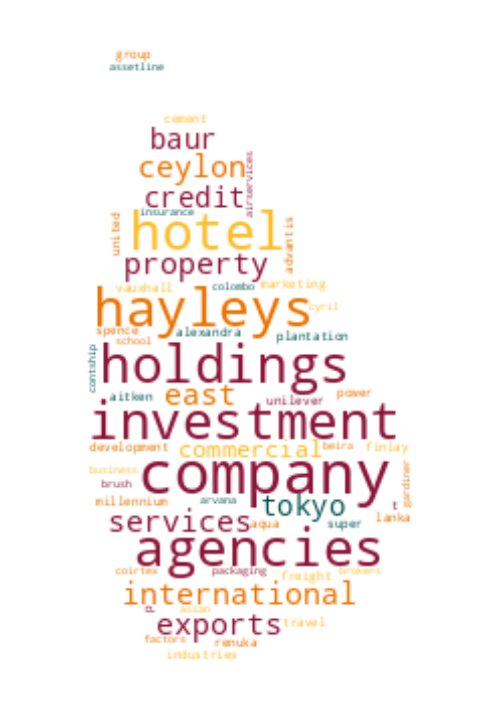 group
assetline
cement
baur
ceylon
airservices
credit
insurance
united
hotel
advantis
property
vauxhall
colombo
marketing
hayleys
cyril
spence
alexandra
school
plantation
contship
holdings
aitken
east
unilever
power
investment
development
commercial
beira
finlay
business
company
gardiner
brush
millennium
arvana
tokyo
t
lanka
services
aqua
super
agencies
coirtex
packaging
freight
brokers
international
p
asian
exports
travel
factors
renuka
industries